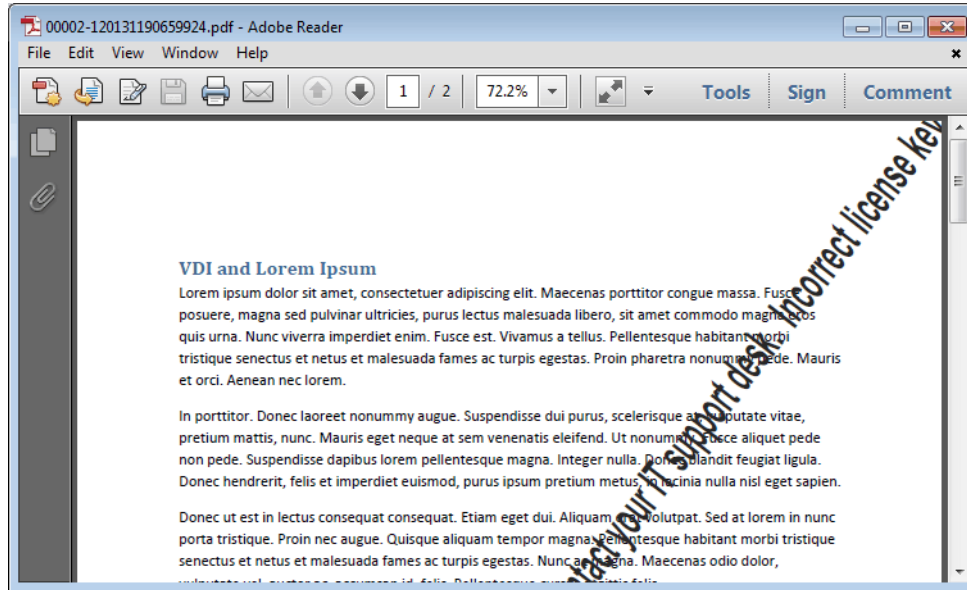 00002-120131190659924.pdf - Adobe Reader
File Edit View Window Help
1 / 2 72.2% Tools Sign Comment
VDI and Lorem Ipsum
Lorem ipsum dolor sit amet, consectetuer adipiscing elit. Maecenas porttitor congue massa. Fusce
posuere, magna sed pulvinar ultricies, purus lectus malesuada libero, sit amet commodo magna eros
quis urna. Nunc viverra imperdiet enim. Fusce est. Vivamus a tellus. Pellentesque habitant morbi
tristique senectus et netus et malesuada fames ac turpis egestas. Proin pharetra nonummy pede. Mauris
et orci. Aenean nec lorem.
In porttitor. Donec laoreet nonummy augue. Suspendisse dui purus, scelerisque at, vulputate vitae,
pretium mattis, nunc. Mauris eget neque at sem venenatis eleifend. Ut nonummy. Fusce aliquet pede
non pede. Suspendisse dapibus lorem pellentesque magna. Integer nulla. Donec blandit feugiat ligula.
Donec hendrerit, felis et imperdiet euismod, purus ipsum pretium metus, in lacinia nulla nisl eget sapien.
Donec ut est in lectus consequat consequat. Etiam eget dui. Aliquam erat volutpat. Sed at lorem in nunc
porta tristique. Proin nec augue. Quisque aliquam tempor magna. Pellentesque habitant morbi tristique
senectus et netus et malesuada fames ac turpis egestas. Nunc ac magna. Maecenas odio dolor,
your IT support desk. Incorrect license key